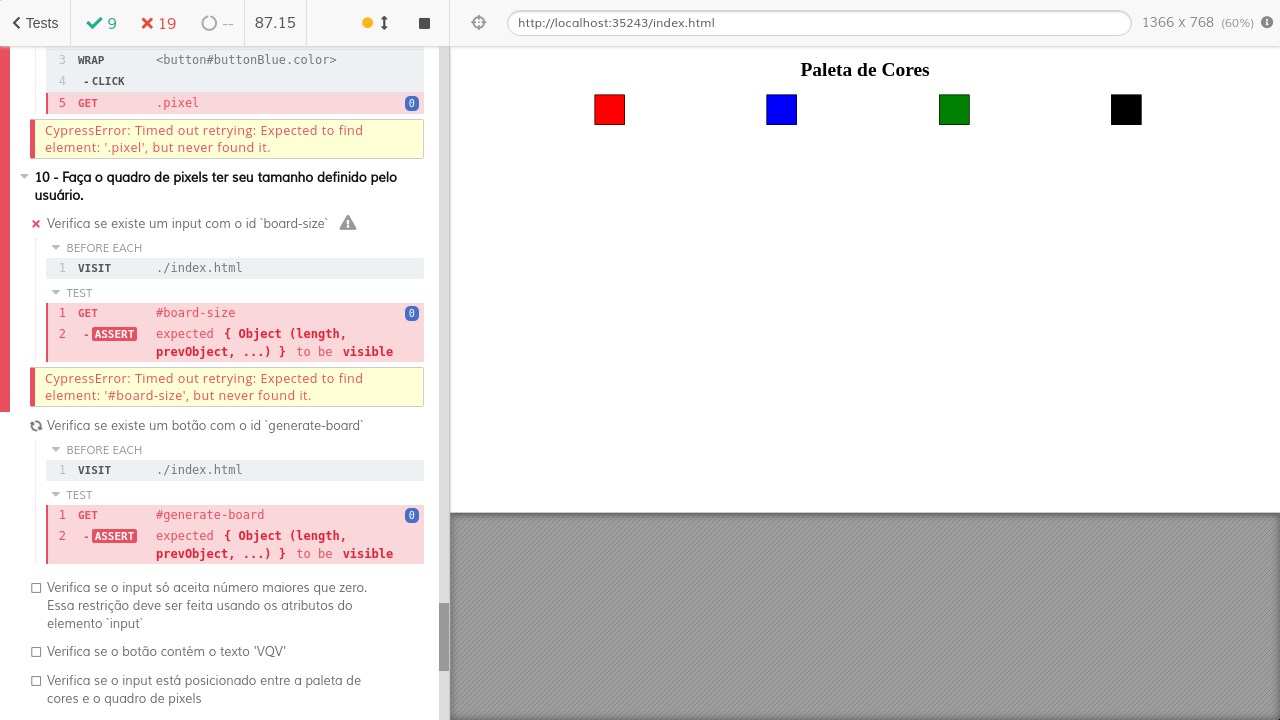 Tests 9 19 -- 87.15
http://localhost:35243/index.html 1366 x 768 (60%)
3 WRAP <button#buttonBlue.color>
4 -CLICK
5 GET .pixel 0
CypressError: Timed out retrying: Expected to find
element: '.pixel', but never found it.
10 - Faça o quadro de pixels ter seu tamanho definido pelo
usuário.
Verifica se existe um input com o id `board-size`
BEFORE EACH
1 VISIT ./index.html
TEST
1 GET #board-size 0
2 -ASSERT expected { Object (length,
prevObject, ...) } to be visible
CypressError: Timed out retrying: Expected to find
element: '#board-size', but never found it.
Verifica se existe um botão com o id `generate-board`
BEFORE EACH
1 VISIT ./index.html
TEST
1 GET #generate-board 0
2 -ASSERT expected { Object (length,
prevObject, ...) } to be visible
Verifica se o input só aceita número maiores que zero.
Essa restrição deve ser feita usando os atributos do
elemento `input`
Verifica se o botão contém o texto 'VQV'
Verifica se o input está posicionado entre a paleta de
cores e o quadro de pixels
Paleta de Cores